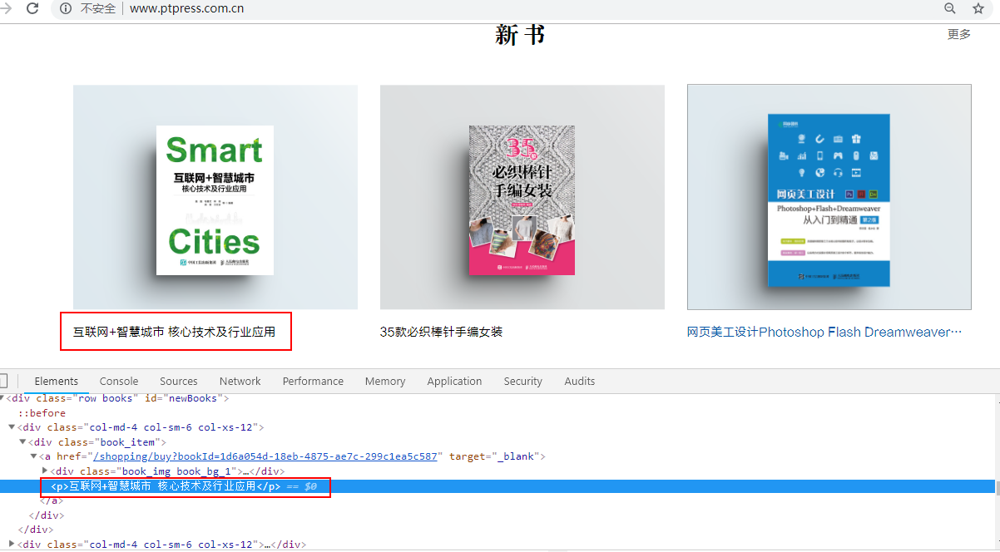 不安全 www.ptpress.com.cn
新 书
更多
Smart
互联网+智慧城市
核心技术及行业应用
Cities
35款
必织棒针
手编女装
网页美工设计
Photoshop+Flash+Dreamweaver
从入门到精通 第2版
互联网+智慧城市 核心技术及行业应用
35款必织棒针手编女装
网页美工设计Photoshop Flash Dreamweaver…
Elements Console Sources Network Performance Memory Application Security Audits
<div class="row books" id="newBooks">
::before
<div class="col-md-4 col-sm-6 col-xs-12">
<div class="book_item">
<a href="/shopping/buy?bookId=1d6a054d-18eb-4875-ae7c-299c1ea5c587" target="_blank">
<div class="book_img book_bg_1">…</div>
<p>互联网+智慧城市 核心技术及行业应用</p> == $0
</a>
</div>
</div>
<div class="col-md-4 col-sm-6 col-xs-12">…</div>